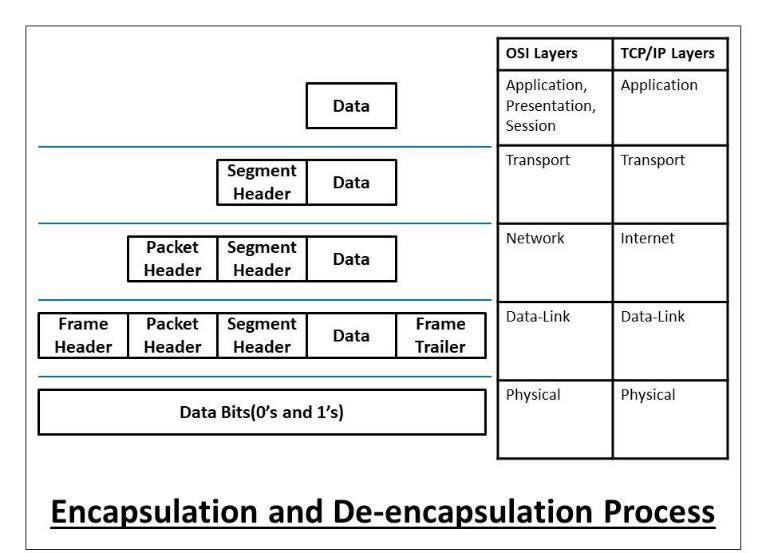 OSI Layers TCP/IP Layers
Data
Application,
Presentation,
Session
Application
Segment
Header
Data
Transport
Transport
Packet
Header
Segment
Header
Data
Network
Internet
Frame
Header
Packet
Header
Segment
Header
Data
Frame
Trailer
Data-Link
Data-Link
Data Bits(0’s and 1’s)
Physical
Physical
Encapsulation and De-encapsulation Process